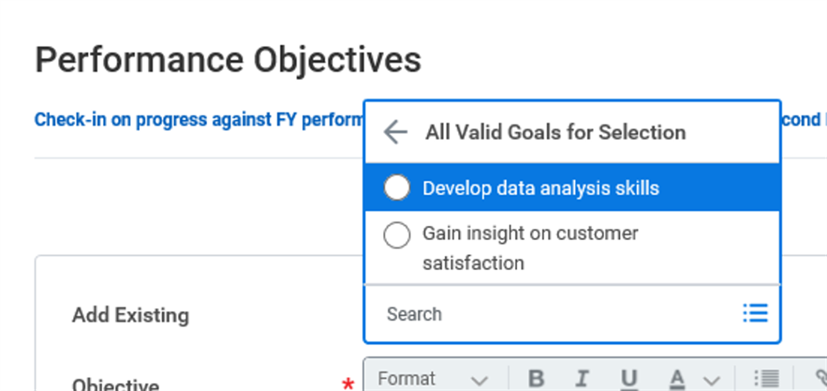 Performance Objectives
Check-in on progress against FY perform
cond
All Valid Goals for Selection
Develop data analysis skills
Gain insight on customer
satisfaction
Add Existing
Search
Objective
* Format
B I U A